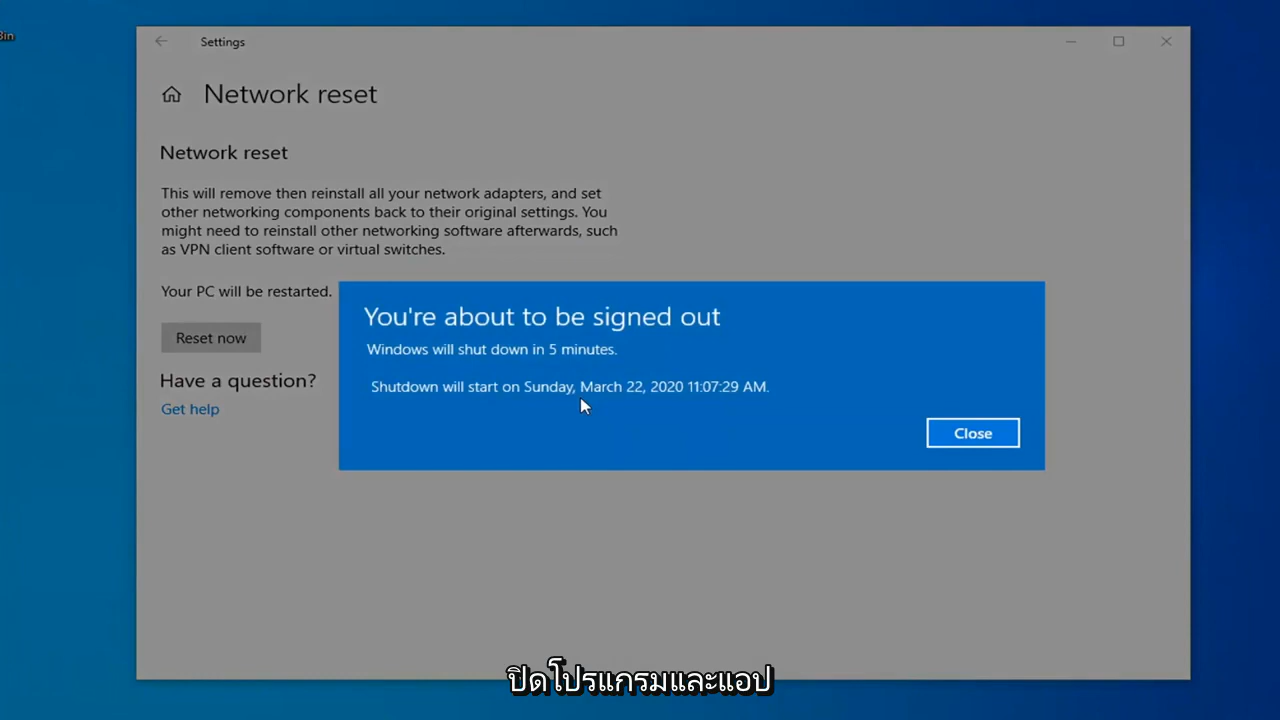 Bin
Settings
Network reset
Network reset
This will remove then reinstall all your network adapters, and set
other networking components back to their original settings. You
might need to reinstall other networking software afterwards, such
as VPN client software or virtual switches.
Your PC will be restarted.
Reset now
Have a question?
Get help
You're about to be signed out
Windows will shut down in 5 minutes.
Shutdown will start on Sunday, March 22, 2020 11:07:29 AM.
Close
ปิดโปรแกรมและแอป